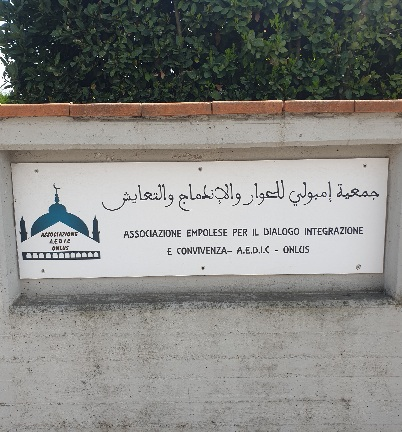 جمعية إمبولي للحوار والإندماج والتعايش
ASSOCIAZIONE EMPOLESE PER IL DIALOGO INTEGRAZIONE
E CONVIVENZA- A.E.D.I.C - ONLUS
ASSOCIAZIONE
A.E.D.I.C
ONLUS